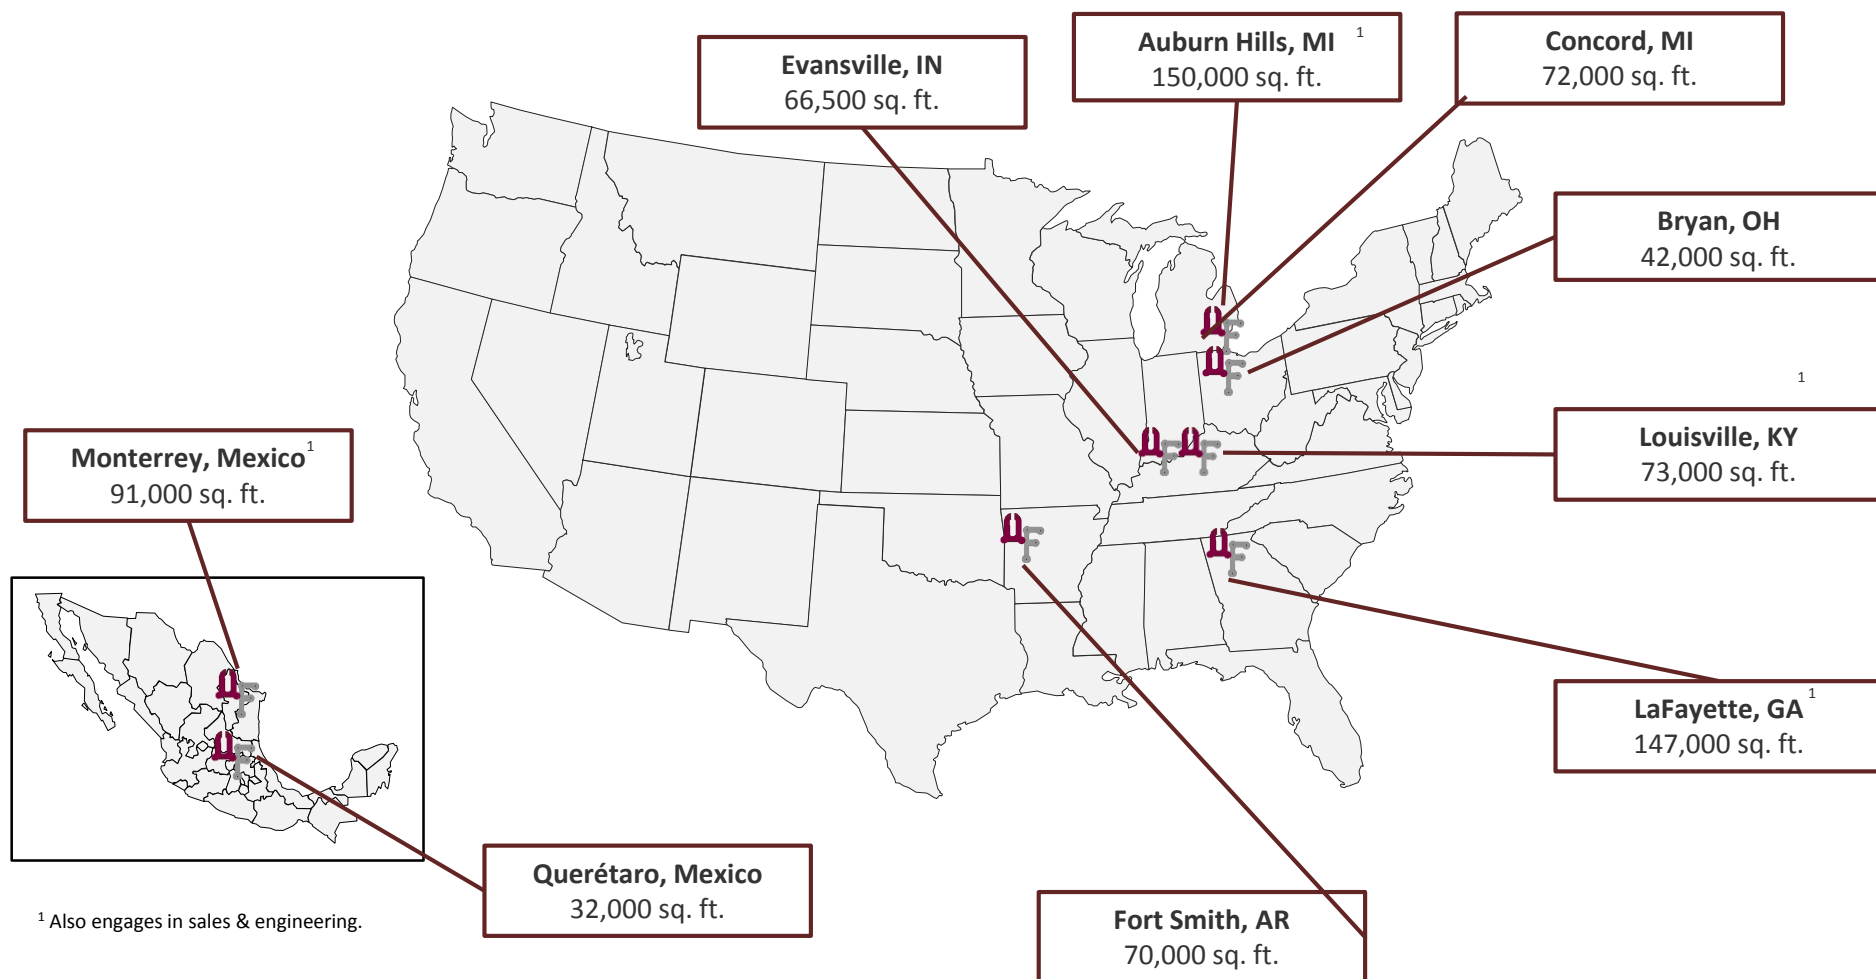 Evansville, IN
66,500 sq. ft.
Auburn Hills, MI 1
150,000 sq. ft.
Concord, MI
72,000 sq. ft.
Bryan, OH
42,000 sq. ft.
1
Louisville, KY
73,000 sq. ft.
Monterrey, Mexico1
91,000 sq. ft.
LaFayette, GA 1
147,000 sq. ft.
Querétaro, Mexico
32,000 sq. ft.
Fort Smith, AR
70,000 sq. ft.
1 Also engages in sales & engineering.